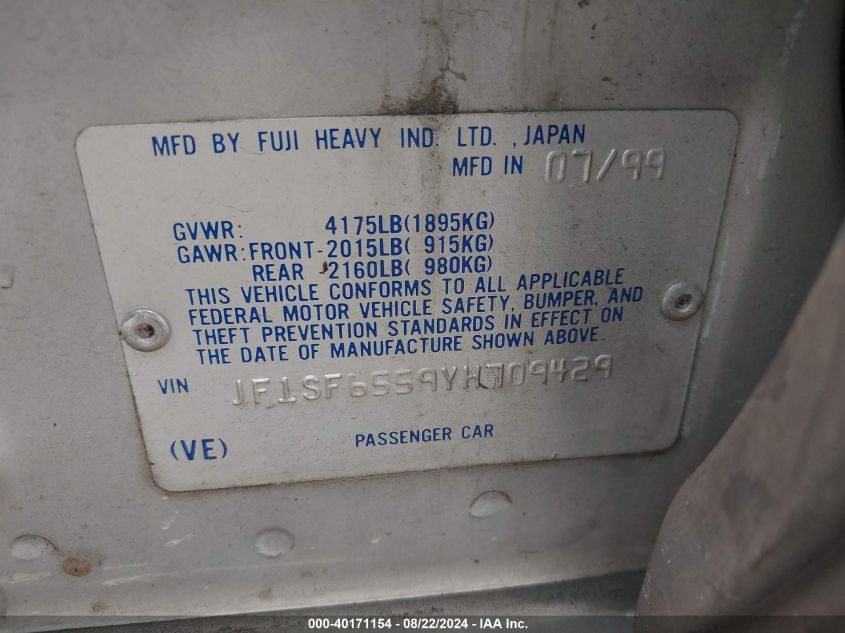 MFD BY FUJI HEAVY IND. LTD. , JAPAN
MFD IN 07/99
GVWR: 4175LB(1895KG)
GAWR:FRONT-2015LB( 915KG)
REAR 2160LB( 980KG)
THIS VEHICLE CONFORMS TO ALL APPLICABLE
FEDERAL MOTOR VEHICLE SAFETY, BUMPER, AND
THEFT PREVENTION STANDARDS IN EFFECT ON
THE DATE OF MANUFACTURE SHOWN ABOVE.
VIN JF1SF6559YH709429
(VE) PASSENGER CAR
000-40171154 - 08/22/2024 - IAA Inc.